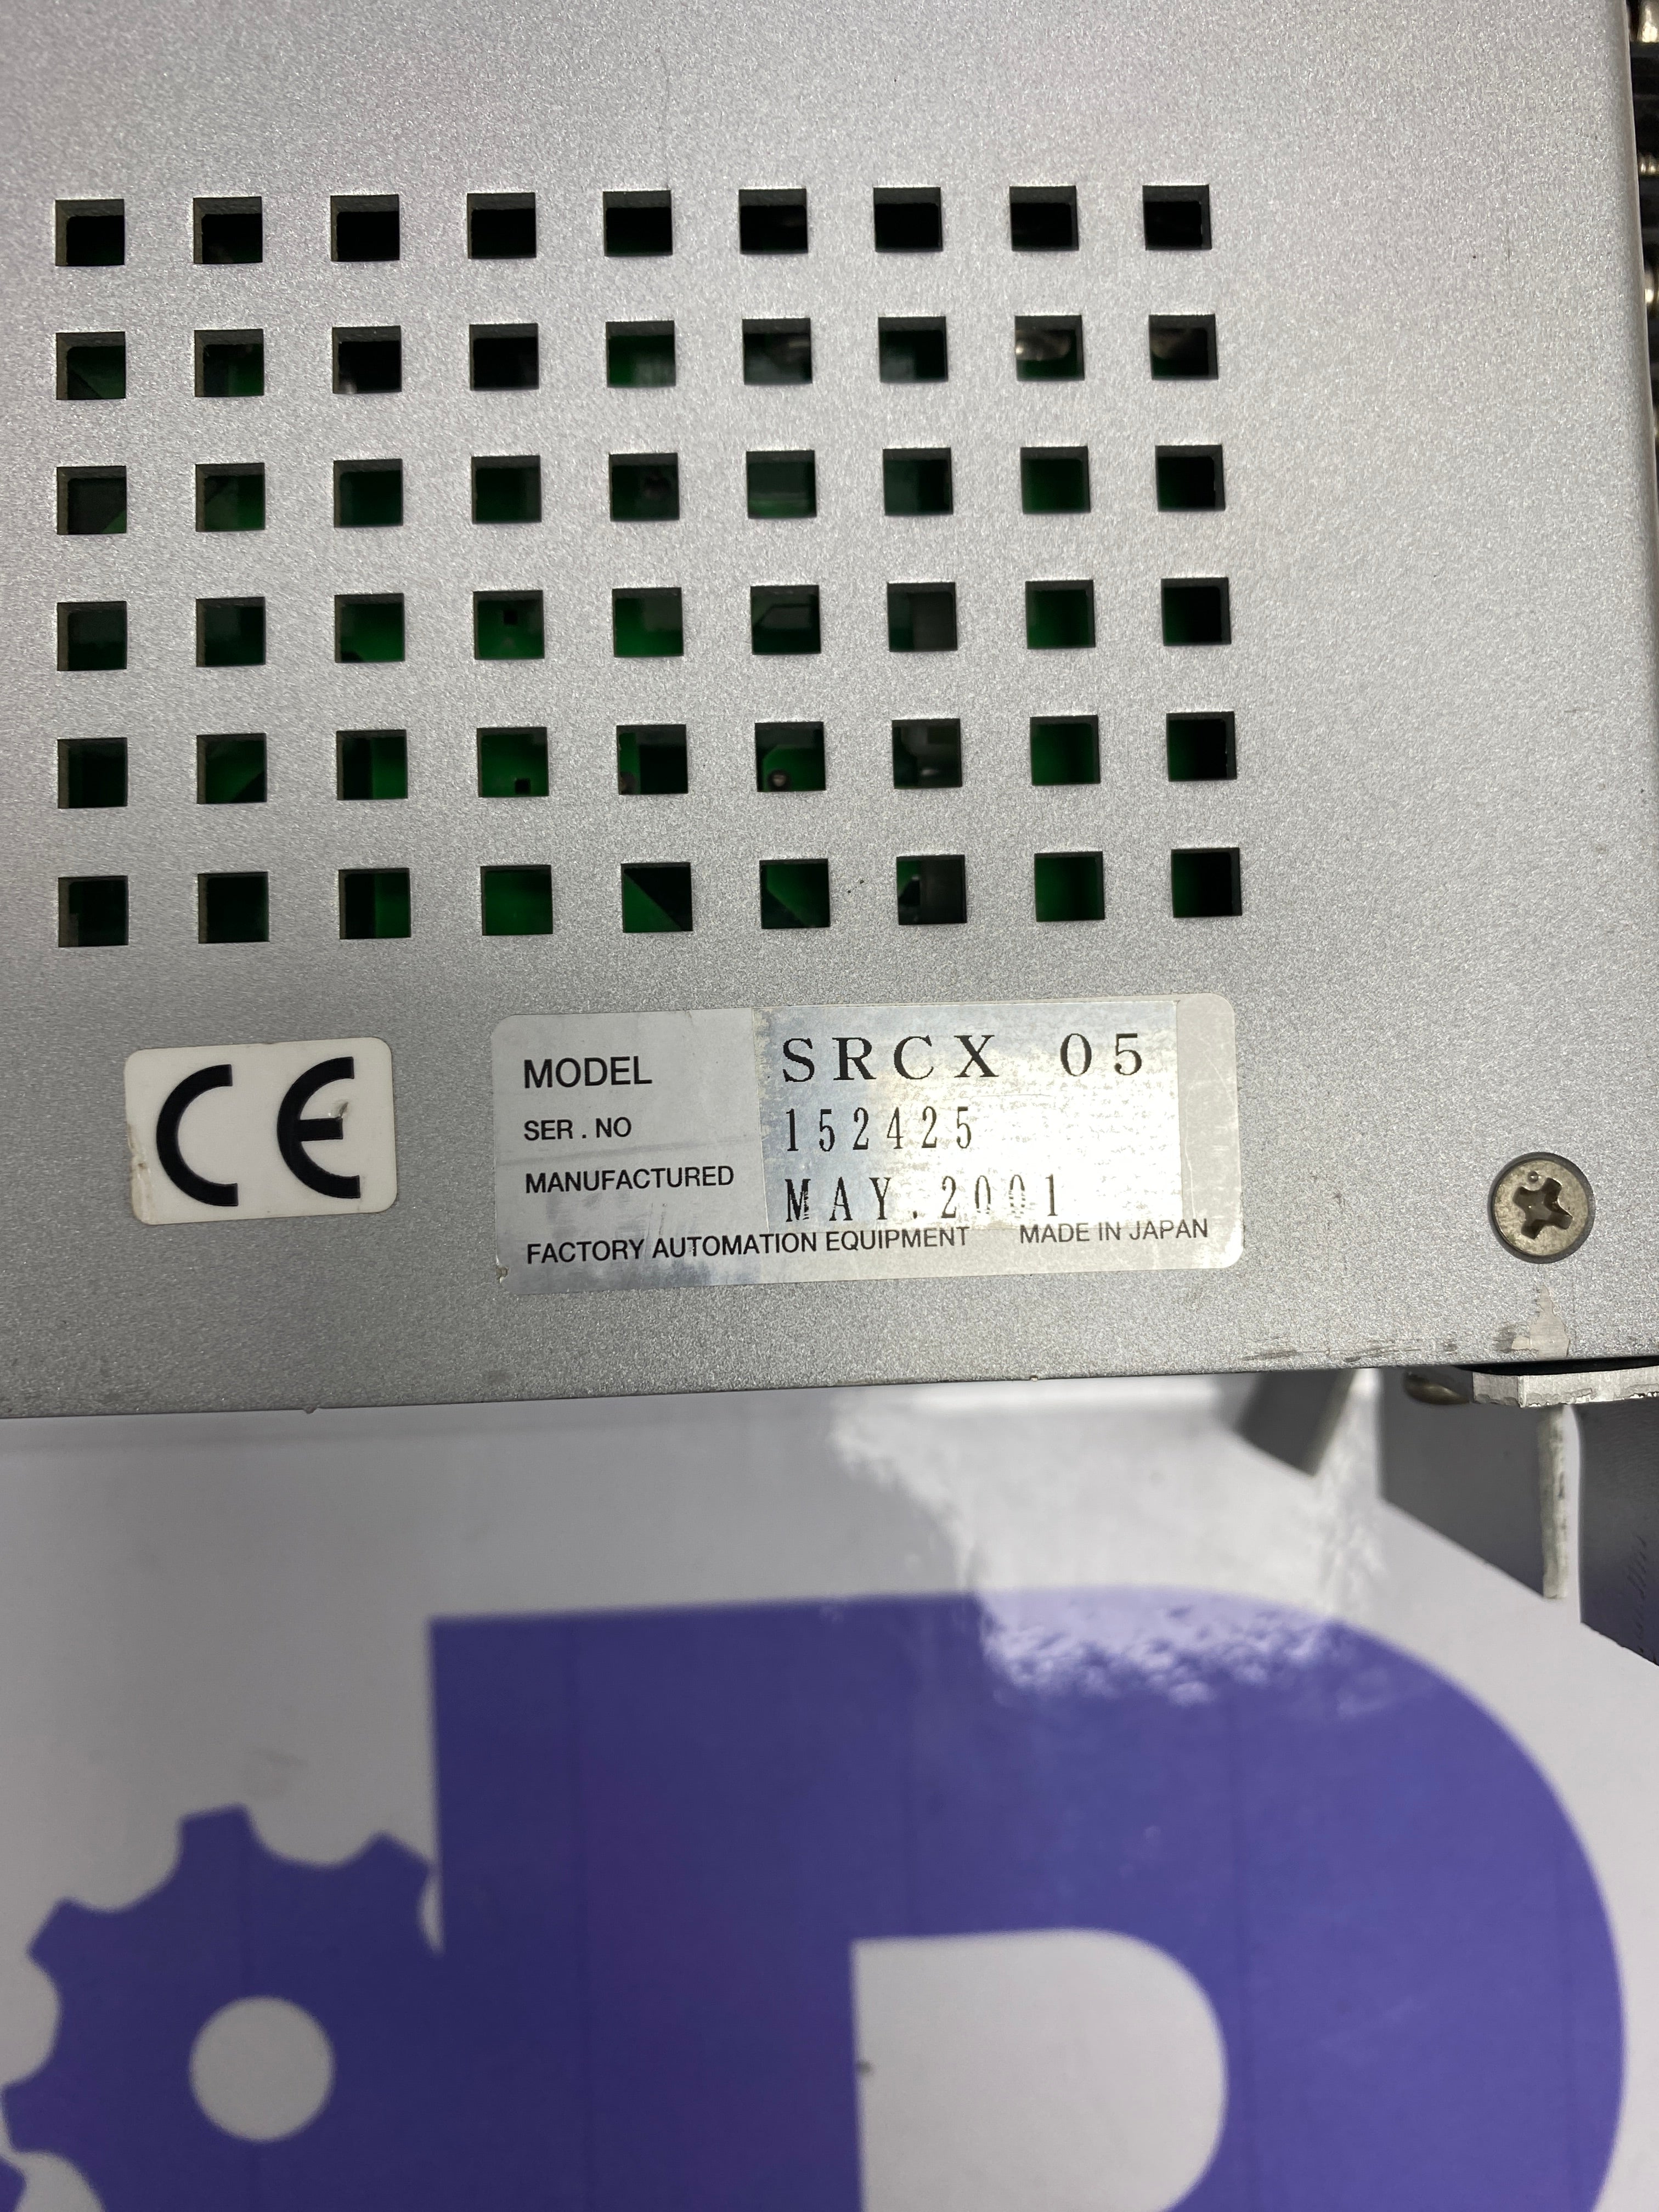 CE
MODEL SRCX 05
SER. NO 152425
MANUFACTURED MAY. 2001
FACTORY AUTOMATION EQUIPMENT MADE IN JAPAN